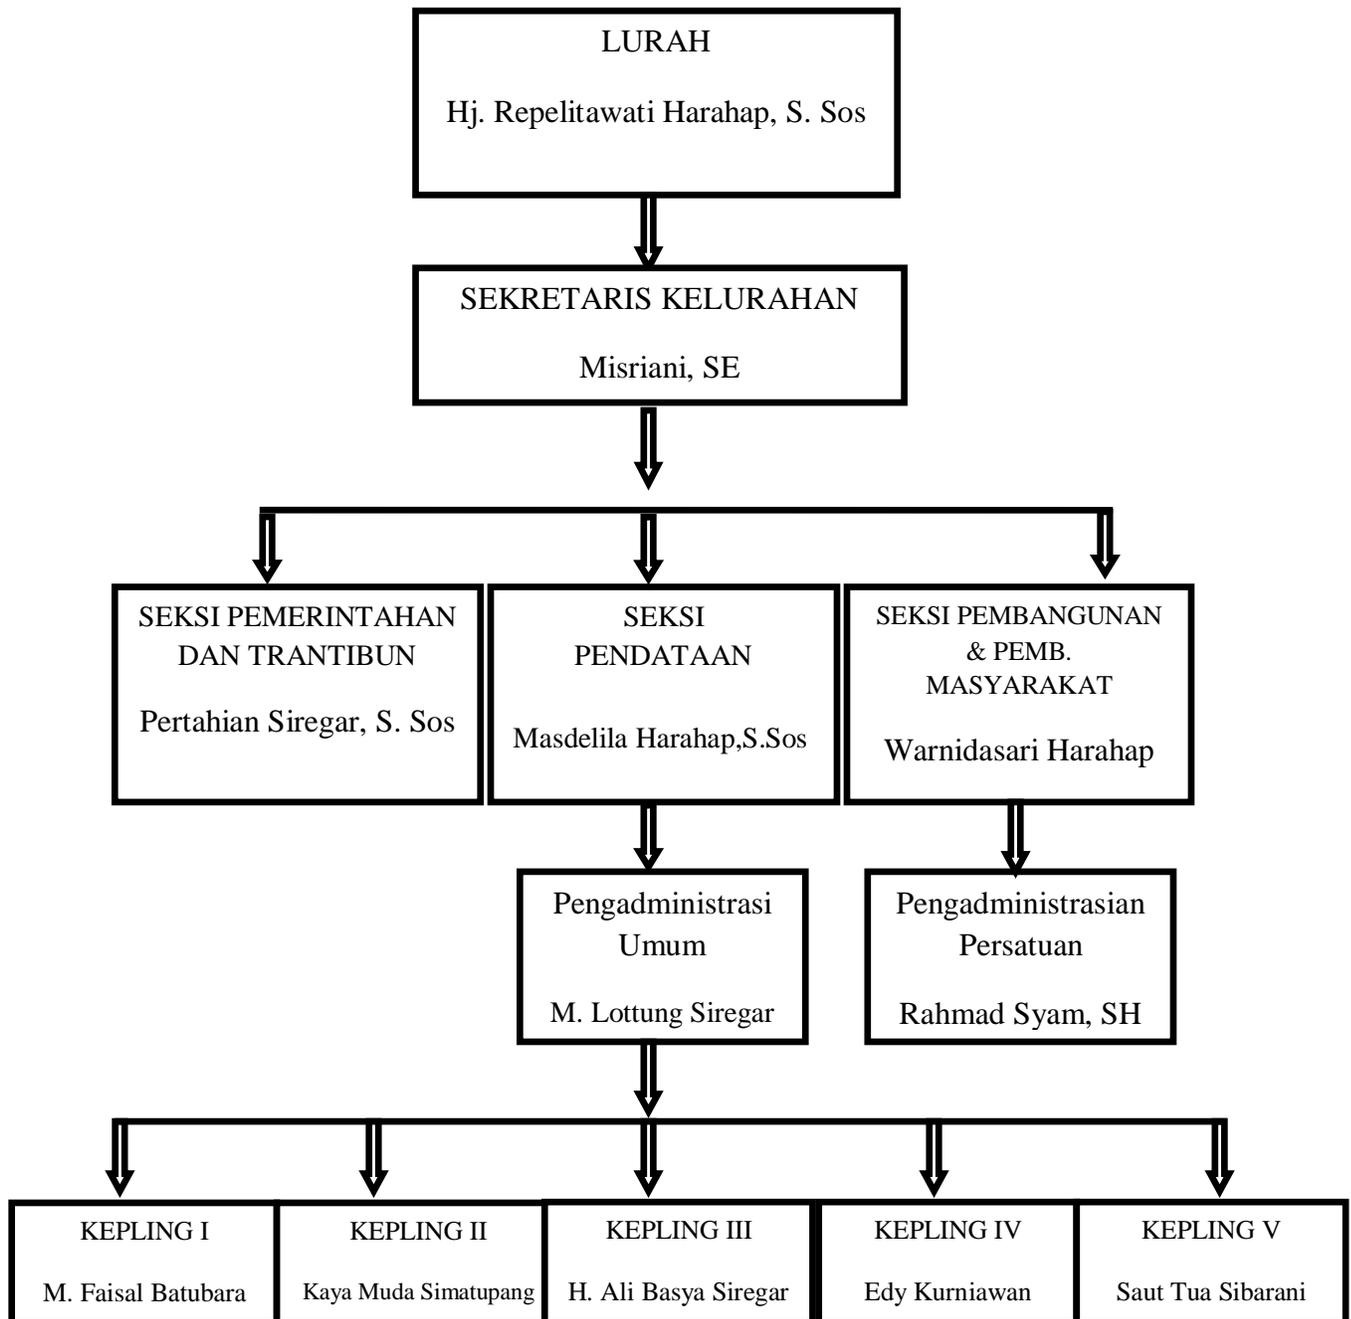 LURAH
Hj. Repelitawati Harahap, S. Sos
SEKRETARIS KELURAHAN
Misriani, SE
SEKSI PEMERINTAHAN
DAN TRANTIBUN
Pertahian Siregar, S. Sos
SEKSI
PENDATAAN
Masdelila Harahap,S.Sos
SEKSI PEMBANGUNAN
& PEMB.
MASYARAKAT
Warnidasari Harahap
Pengadministrasi
Umum
M. Lottung Siregar
Pengadministrasian
Persatuan
Rahmad Syam, SH
KEPLING I
M. Faisal Batubara
KEPLING II
Kaya Muda Simatupang
KEPLING III
H. Ali Basya Siregar
KEPLING IV
Edy Kurniawan
KEPLING V
Saut Tua Sibarani